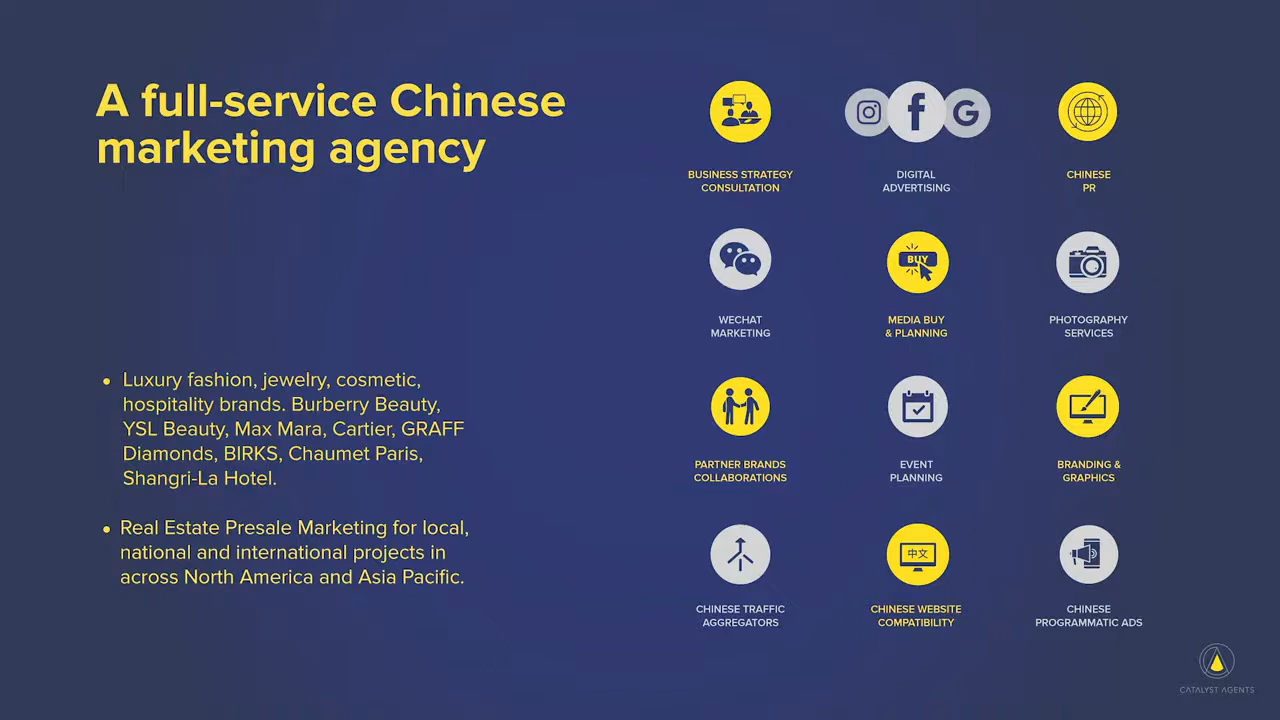 A full-service Chinese
marketing agency
Luxury fashion, jewelry, cosmetic,
hospitality brands. Burberry Beauty,
YSL Beauty, Max Mara, Cartier, GRAFF
Diamonds, BIRKS, Chaumet Paris,
Shangri-La Hotel.
Real Estate Presale Marketing for local,
national and international projects in
across North America and Asia Pacific.
BUSINESS STRATEGY
CONSULTATION
DIGITAL
ADVERTISING
CHINESE
PR
WECHAT
MARKETING
BUY
MEDIA BUY
& PLANNING
PHOTOGRAPHY
SERVICES
PARTNER BRANDS
COLLABORATIONS
EVENT
PLANNING
BRANDING &
GRAPHICS
CHINESE TRAFFIC
AGGREGATORS
中文
CHINESE WEBSITE
COMPATIBILITY
CHINESE
PROGRAMMATIC ADS
CATALYST AGENTS